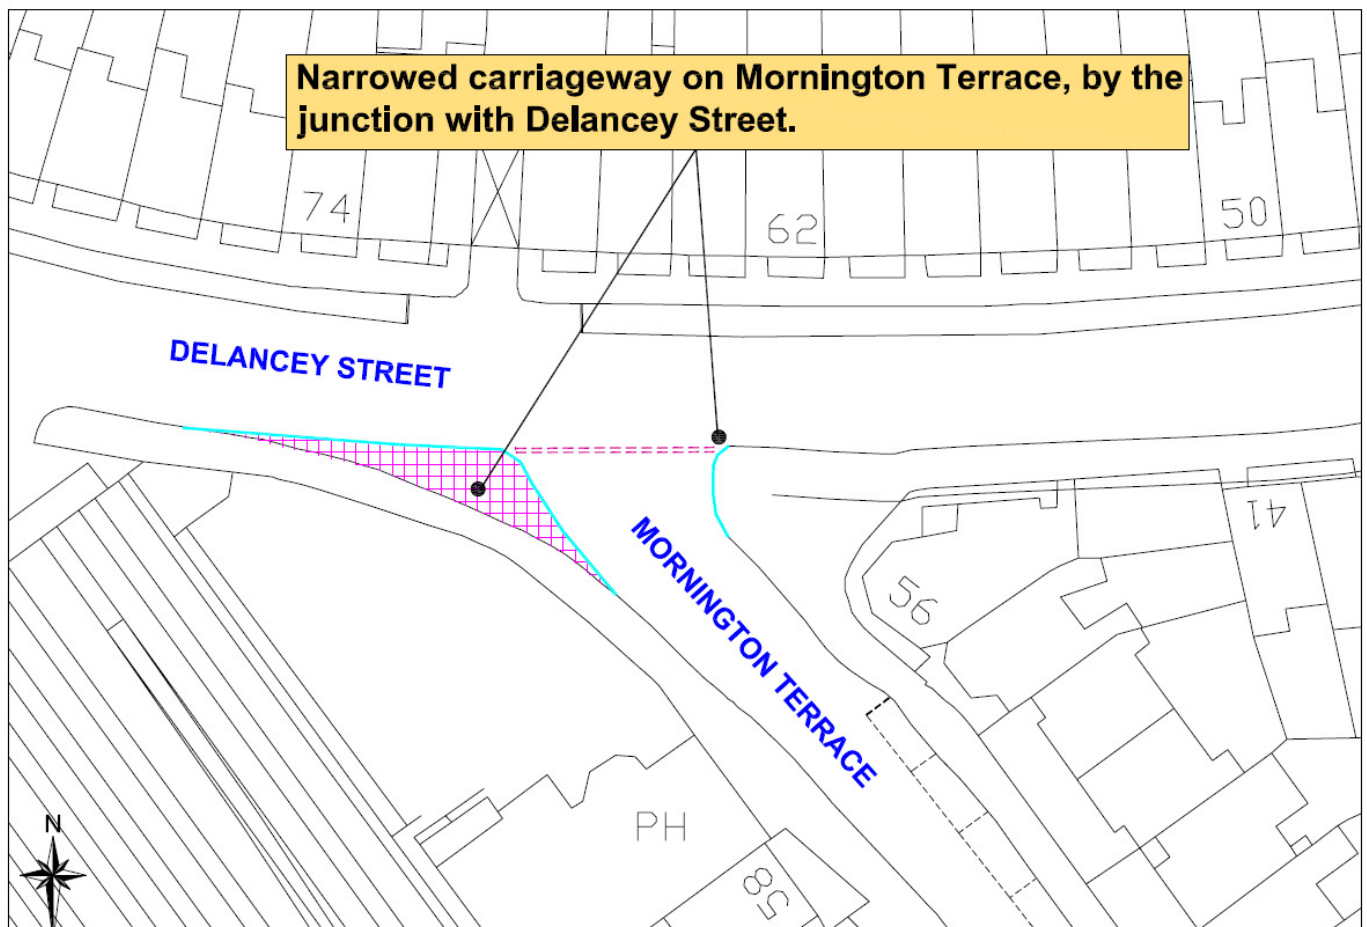 Narrowed carriageway on Mornington Terrace, by the
junction with Delancey Street.
74
62
50
DELANCEY STREET
41
MORNINGTON TERRACE
56
PH
58
N